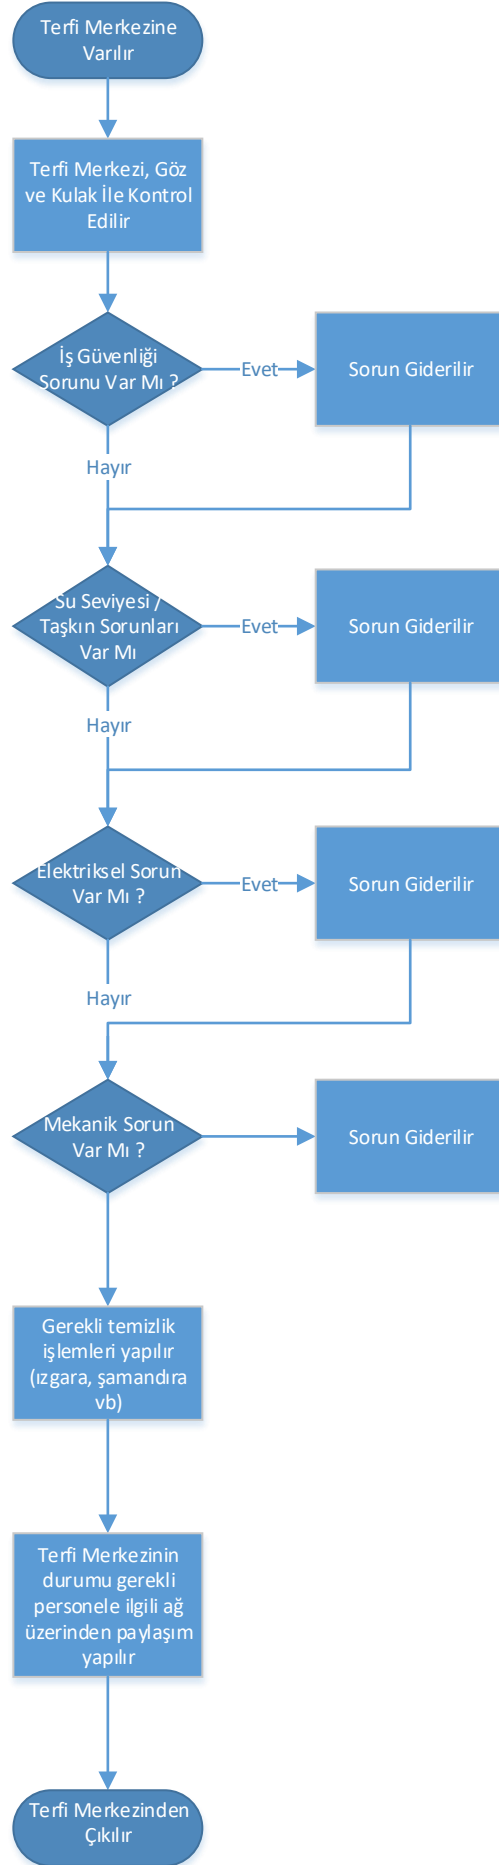 Terfi Merkezine
Varılır
Terfi Merkezi, Göz
ve Kulak İle Kontrol
Edilir
İş Güvenliği
Sorunu Var Mı ?
Evet
Sorun Giderilir
Hayır
Su Seviyesi /
Taşkın Sorunları
Var Mı
Evet
Sorun Giderilir
Hayır
Elektriksel Sorun
Var Mı ?
Evet
Sorun Giderilir
Hayır
Mekanik Sorun
Var Mı ?
Sorun Giderilir
Gerekli temizlik
işlemleri yapılır
(ızgara, şamandıra
vb)
Terfi Merkezinin
durumu gerekli
personele ilgili ağ
üzerinden paylaşım
yapılır
Terfi Merkezinden
Çıkılır